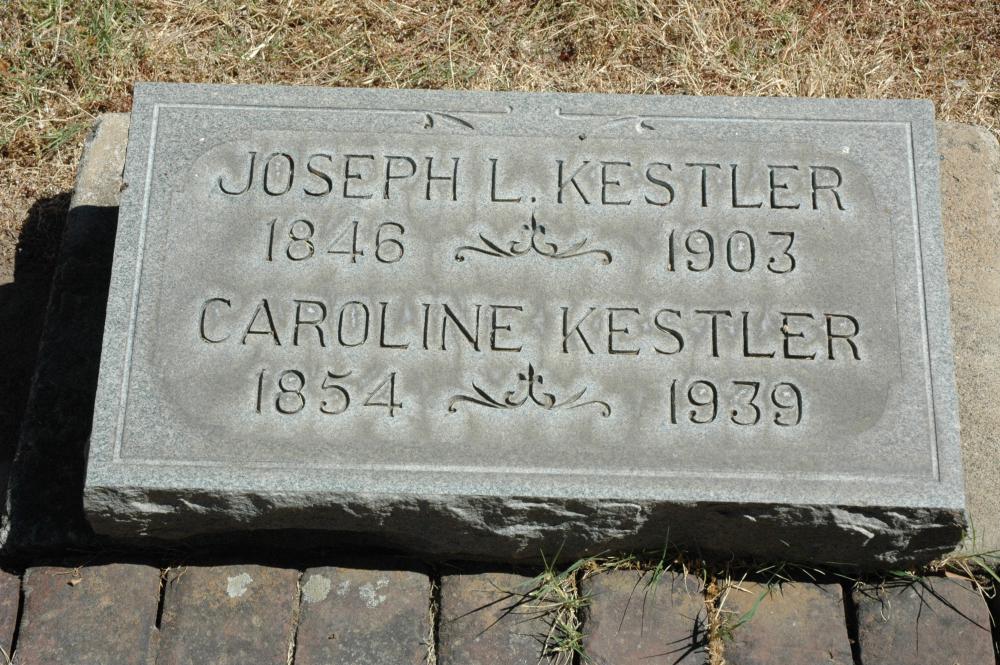 JOSEPH L. KESTLER
1846 1903
CAROLINE KESTLER
1854 1939